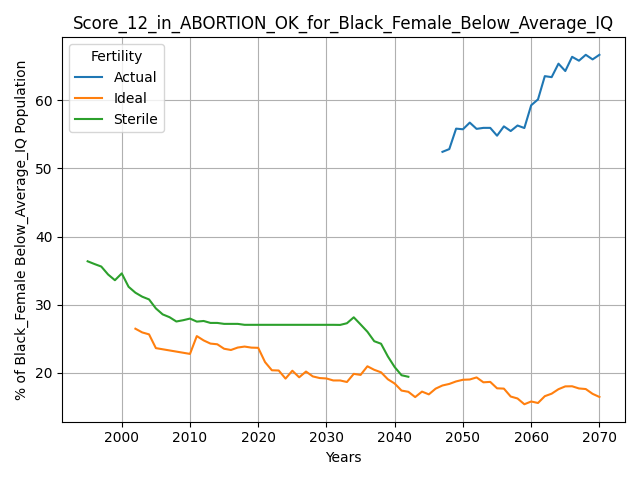 Score_12_in_ABORTION_OK_for_Black_Female_Below_Average_IQ
% of Black_Female Below_Average_IQ Population
Fertility
Actual
Ideal
Sterile
60
50
40
30
20
2000 2010 2020 2030 2040 2050 2060 2070
Years